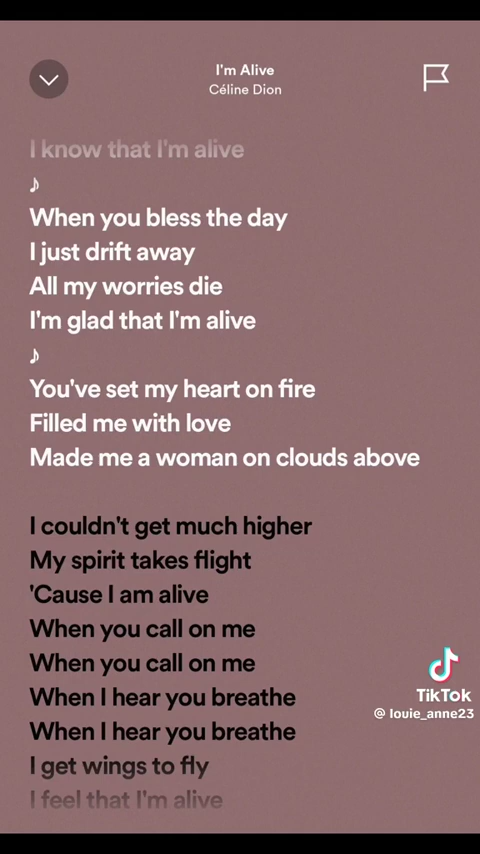 I'm Alive
Céline Dion
I know that I'm alive
♪
When you bless the day
I just drift away
All my worries die
I'm glad that I'm alive
♪
You've set my heart on fire
Filled me with love
Made me a woman on clouds above
I couldn't get much higher
My spirit takes flight
'Cause I am alive
When you call on me
When you call on me
When I hear you breathe
When I hear you breathe
I get wings to fly
I feel that I'm alive
TikTok
@ louie_anne23